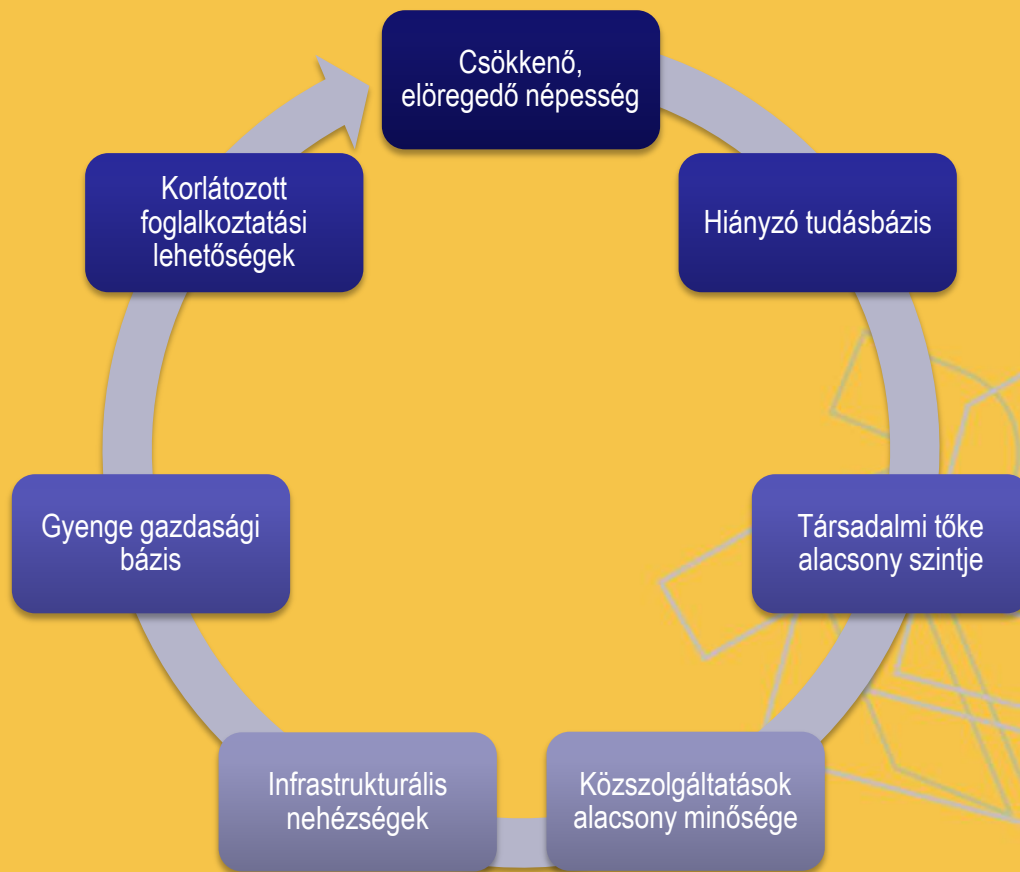 Csökkenő,
elöregedő népesség
Hiányzó tudásbázis
Társadalmi tőke
alacsony szintje
Közszolgáltatások
alacsony minősége
Infrastrukturális
nehézségek
Gyenge gazdasági
bázis
Korlátozott
foglalkoztatási
lehetőségek